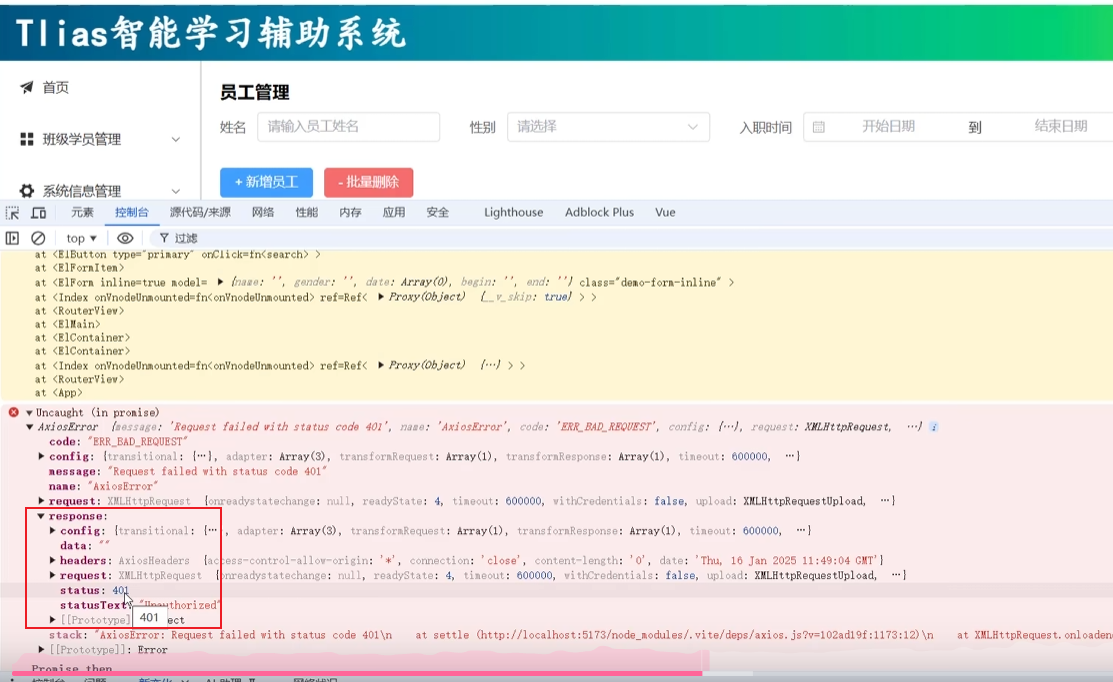 Tlias智能学习辅助系统
首页
员工管理
姓名 请输入员工姓名 性别 请选择 入职时间 开始日期 到 结束日期
班级学员管理
+ 新增员工 - 批量删除
系统信息管理
元素 控制台 源代码/来源 网络 性能 内存 应用 安全 Lighthouse Adblock Plus Vue
top ▼ 过滤
at <ElButton type="primary" onClick=fn<search> >
at <ElFormItem>
at <ElForm inline=true model= ▶ {name: '', gender: '', date: Array(0), begin: '', end: ''} class="demo-form-inline" >
at <Index onVnodeUnmounted=fn<onVnodeUnmounted> ref=Ref< ▶ Proxy(Object) {__v_skip: true} > >
at <RouterView>
at <ElMain>
at <ElContainer>
at <ElContainer>
at <Index onVnodeUnmounted=fn<onVnodeUnmounted> ref=Ref< ▶ Proxy(Object) {…} > >
at <RouterView>
at <App>
▼ Uncaught (in promise)
▼ AxiosError {message: 'Request failed with status code 401', name: 'AxiosError', code: 'ERR_BAD_REQUEST', config: {…}, request: XMLHttpRequest, …} i
code: "ERR_BAD_REQUEST"
▶ config: {transitional: {…}, adapter: Array(3), transformRequest: Array(1), transformResponse: Array(1), timeout: 600000, …}
message: "Request failed with status code 401"
name: "AxiosError"
▶ request: XMLHttpRequest {onreadystatechange: null, readyState: 4, timeout: 600000, withCredentials: false, upload: XMLHttpRequestUpload, …}
▼ response:
▶ config: {transitional: {…}, adapter: Array(3), transformRequest: Array(1), transformResponse: Array(1), timeout: 600000, …}
data: ""
▶ headers: AxiosHeaders {access-control-allow-origin: '*', connection: 'close', content-length: '0', date: 'Thu, 16 Jan 2025 11:49:04 GMT'}
▶ request: XMLHttpRequest {onreadystatechange: null, readyState: 4, timeout: 600000, withCredentials: false, upload: XMLHttpRequestUpload, …}
status: 401
statusText: "Unauthorized"
▶ [[Prototype] 401 ect
stack: "AxiosError: Request failed with status code 401\n at settle (http://localhost:5173/node_modules/.vite/deps/axios.js?v=102ad19f:1173:12)\n at XMLHttpRequest.onloadend
▶ [[Prototype]]: Error
Promise.then